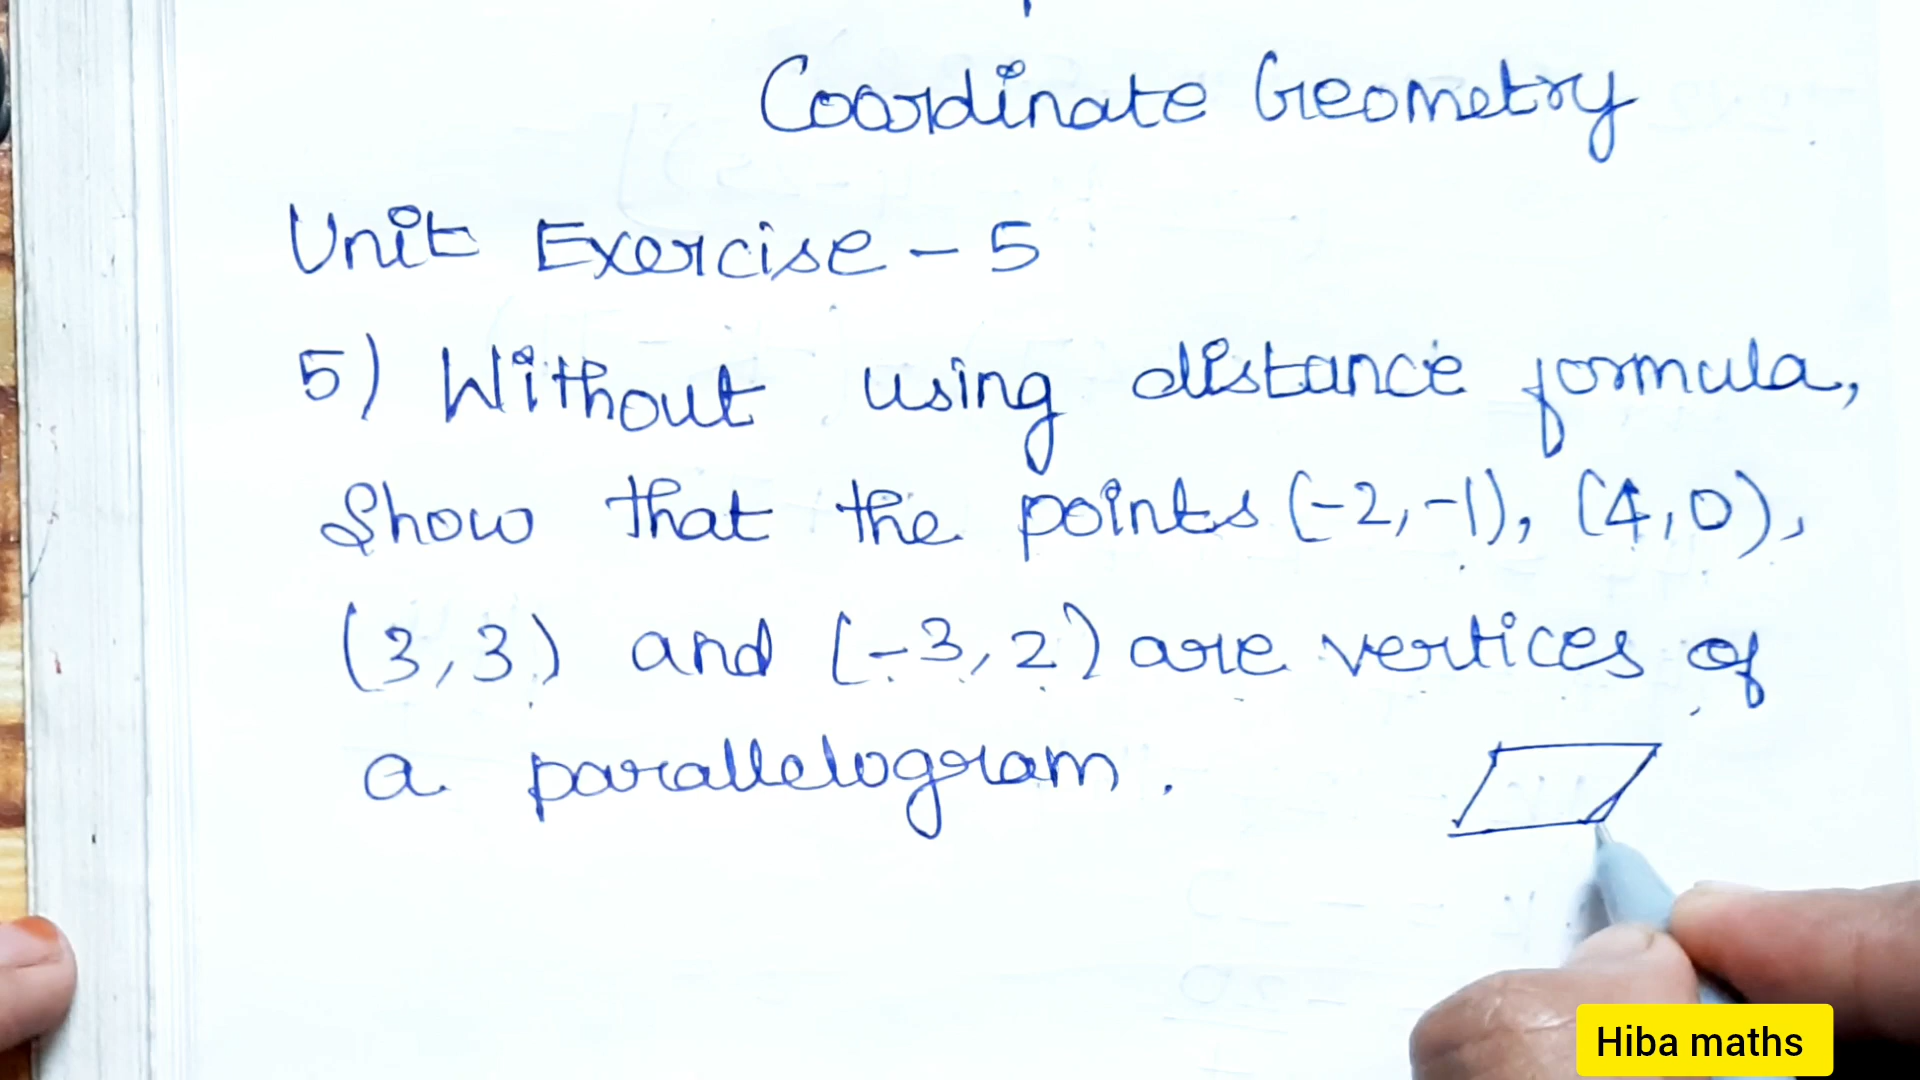 Coordinate Geometry
Unit Exercise - 5
5) Without using distance formula,
Show that the points (-2,-1), (4,0),
(3,3) and (-3,2) are vertices of
a parallelogram.
Hiba maths